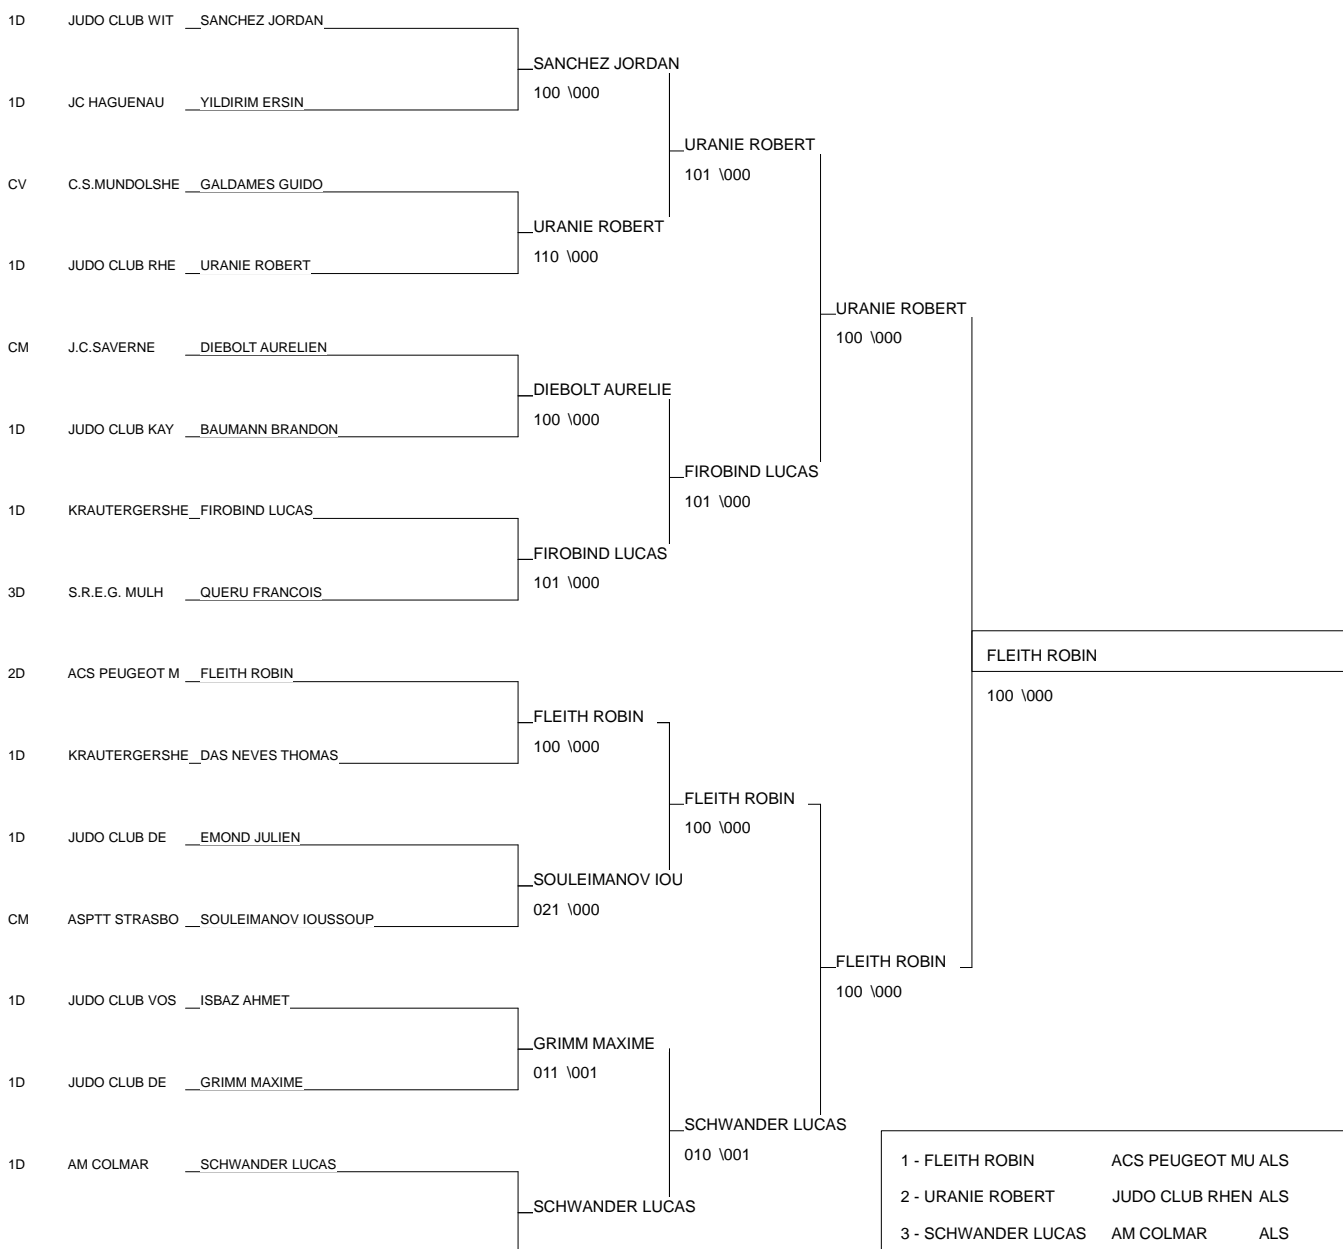 1D JUDO CLUB WIT SANCHEZ JORDAN
SANCHEZ JORDAN
100 \000
1D JC HAGUENAU YILDIRIM ERSIN
URANIE ROBERT
101 \000
CV C.S.MUNDOLSHE GALDAMES GUIDO
URANIE ROBERT
110 \000
1D JUDO CLUB RHE URANIE ROBERT
URANIE ROBERT
100 \000
CM J.C.SAVERNE DIEBOLT AURELIEN
DIEBOLT AURELIE
100 \000
1D JUDO CLUB KAY BAUMANN BRANDON
FIROBIND LUCAS
101 \000
1D KRAUTERGERSHE FIROBIND LUCAS
FIROBIND LUCAS
101 \000
3D S.R.E.G. MULH QUERU FRANCOIS
FLEITH ROBIN
100 \000
2D ACS PEUGEOT M FLEITH ROBIN
FLEITH ROBIN
100 \000
1D KRAUTERGERSHE DAS NEVES THOMAS
FLEITH ROBIN
100 \000
1D JUDO CLUB DE EMOND JULIEN
SOULEIMANOV IOU
021 \000
CM ASPTT STRASBO SOULEIMANOV IOUSSOUP
FLEITH ROBIN
100 \000
1D JUDO CLUB VOS ISBAZ AHMET
GRIMM MAXIME
011 \001
1D JUDO CLUB DE GRIMM MAXIME
SCHWANDER LUCAS
010 \001
1D AM COLMAR SCHWANDER LUCAS
SCHWANDER LUCAS
1 - FLEITH ROBIN ACS PEUGEOT MU ALS
2 - URANIE ROBERT JUDO CLUB RHEN ALS
3 - SCHWANDER LUCAS AM COLMAR ALS